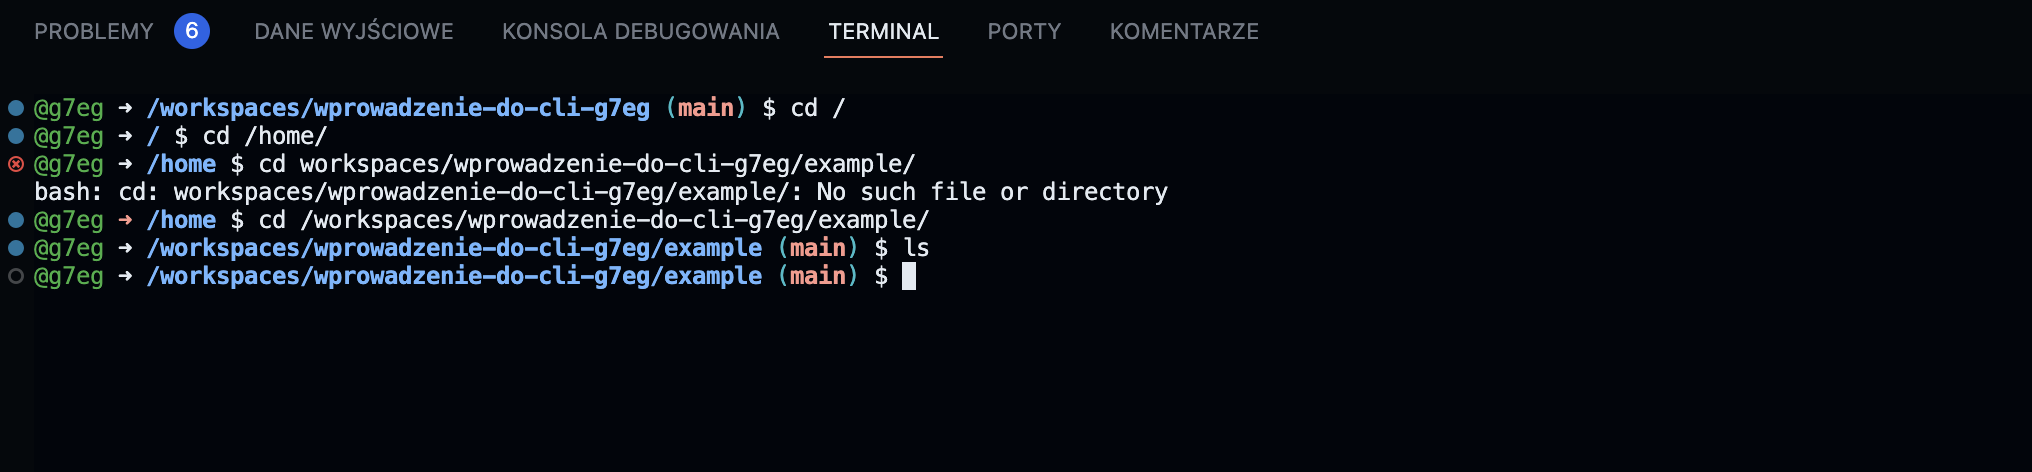 PROBLEMY 6 DANE WYJŚCIOWE KONSOLA DEBUGOWANIA TERMINAL PORTY KOMENTARZE
@g7eg ➜ /workspaces/wprowadzenie-do-cli-g7eg (main) $ cd /
@g7eg ➜ / $ cd /home/
@g7eg ➜ /home $ cd workspaces/wprowadzenie-do-cli-g7eg/example/
bash: cd: workspaces/wprowadzenie-do-cli-g7eg/example/: No such file or directory
@g7eg ➜ /home $ cd /workspaces/wprowadzenie-do-cli-g7eg/example/
@g7eg ➜ /workspaces/wprowadzenie-do-cli-g7eg/example (main) $ ls
@g7eg ➜ /workspaces/wprowadzenie-do-cli-g7eg/example (main) $